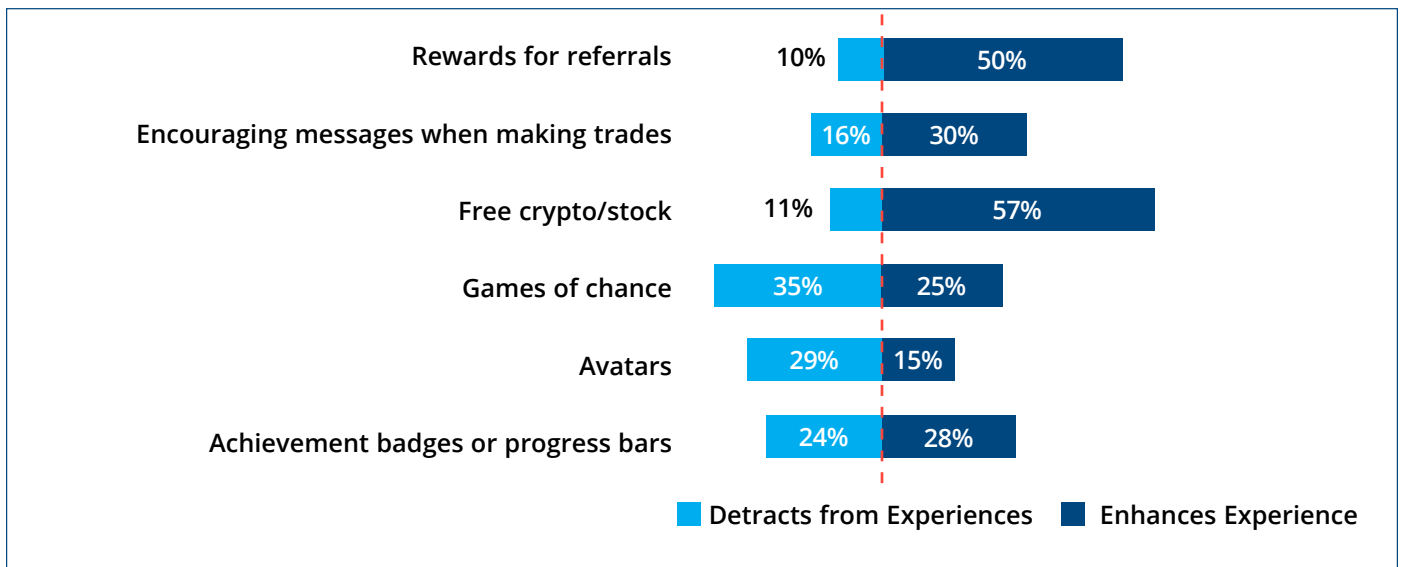 Rewards for referrals 10% 50%
Encouraging messages when making trades 16% 30%
Free crypto/stock 11% 57%
Games of chance 35% 25%
Avatars 29% 15%
Achievement badges or progress bars 24% 28%
Detracts from Experiences Enhances Experience